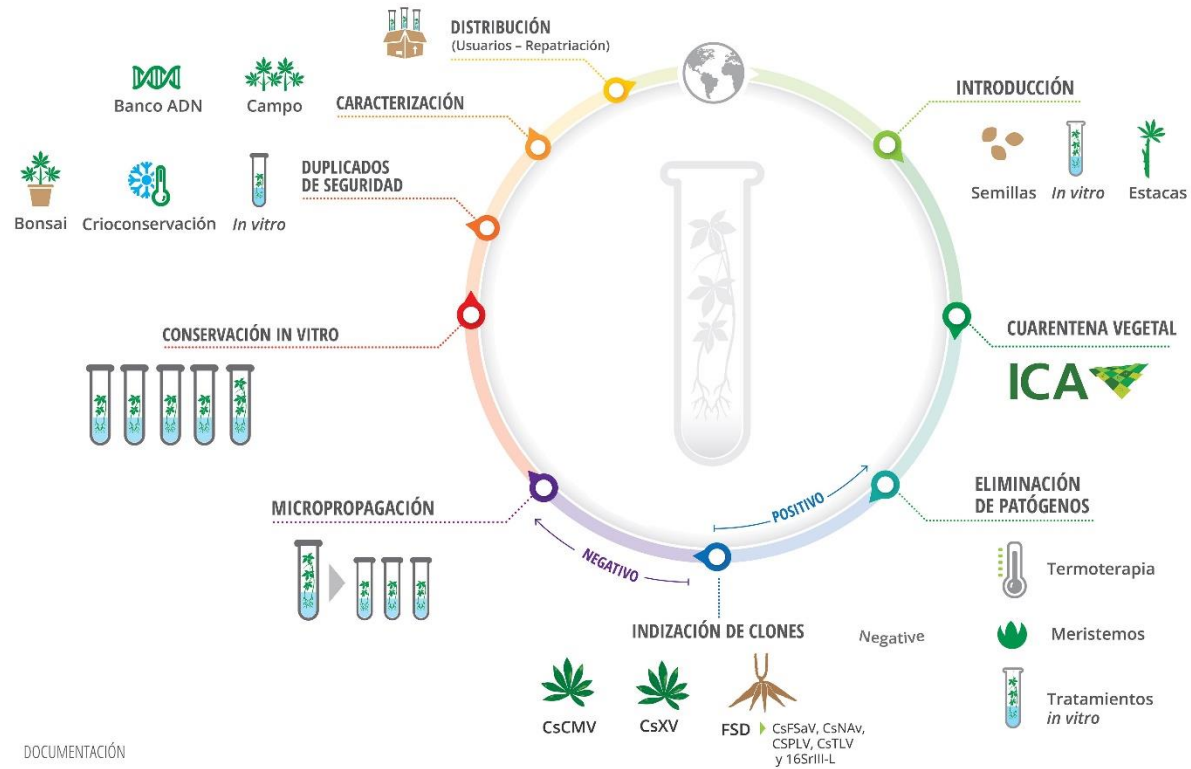 DISTRIBUCIÓN
(Usuarios – Repatriación)
INTRODUCCIÓN
Semillas
In vitro
Estacas
CUARENTENA VEGETAL
ICA
ELIMINACIÓN
DE PATÓGENOS
Termoterapia
Meristemos
Tratamientos
in vitro
POSITIVO
NEGATIVO
INDIZACIÓN DE CLONES
Negative
CsCMV
CsXV
FSD
CsFSaV, CsNAv,
CSPLV, CsTLV
y 16SrIII-L
MICROPROPAGACIÓN
CONSERVACIÓN IN VITRO
DUPLICADOS
DE SEGURIDAD
Bonsai
Crioconservación
In vitro
CARACTERIZACIÓN
Banco ADN
Campo
DOCUMENTACIÓN